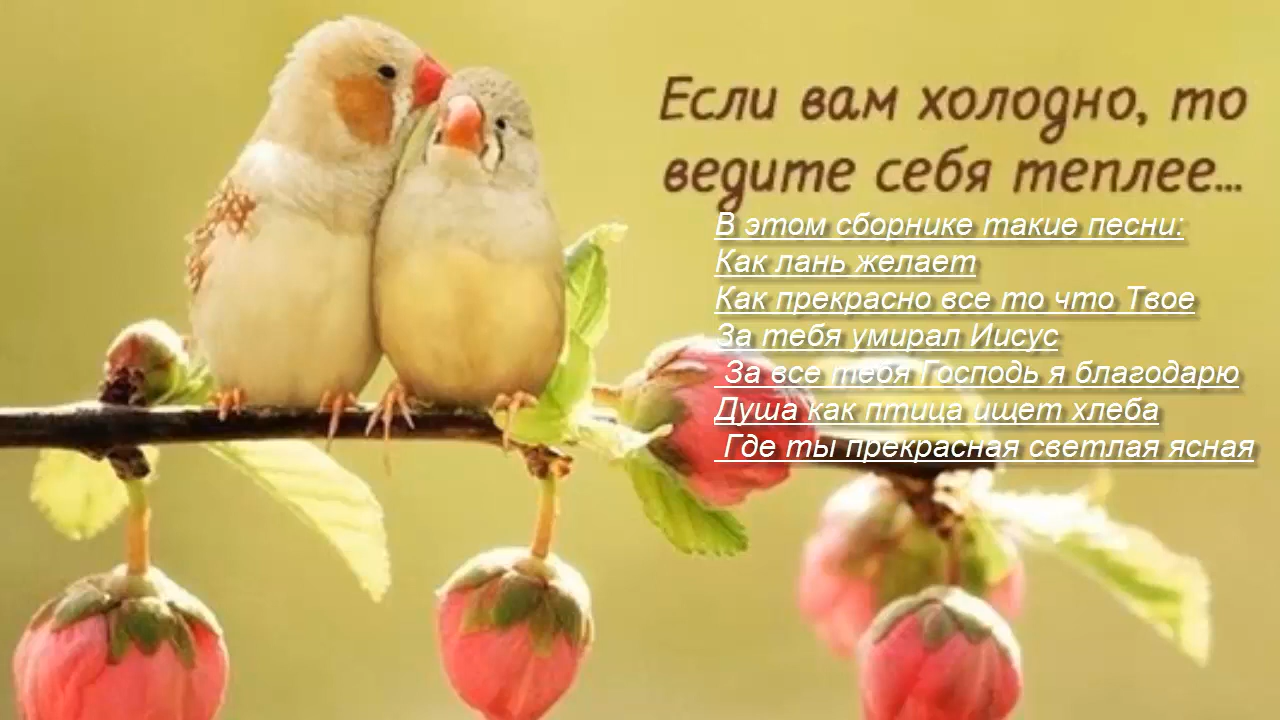 Если вам холодно, то
ведите себя теплее...
В этом сборнике такие песни:
Как лань желает
Как прекрасно все то что Твое
За тебя умирал Иисус
За все тебя Господь я благодарю
Душа как птица ищет хлеба
Где ты прекрасная светлая ясная